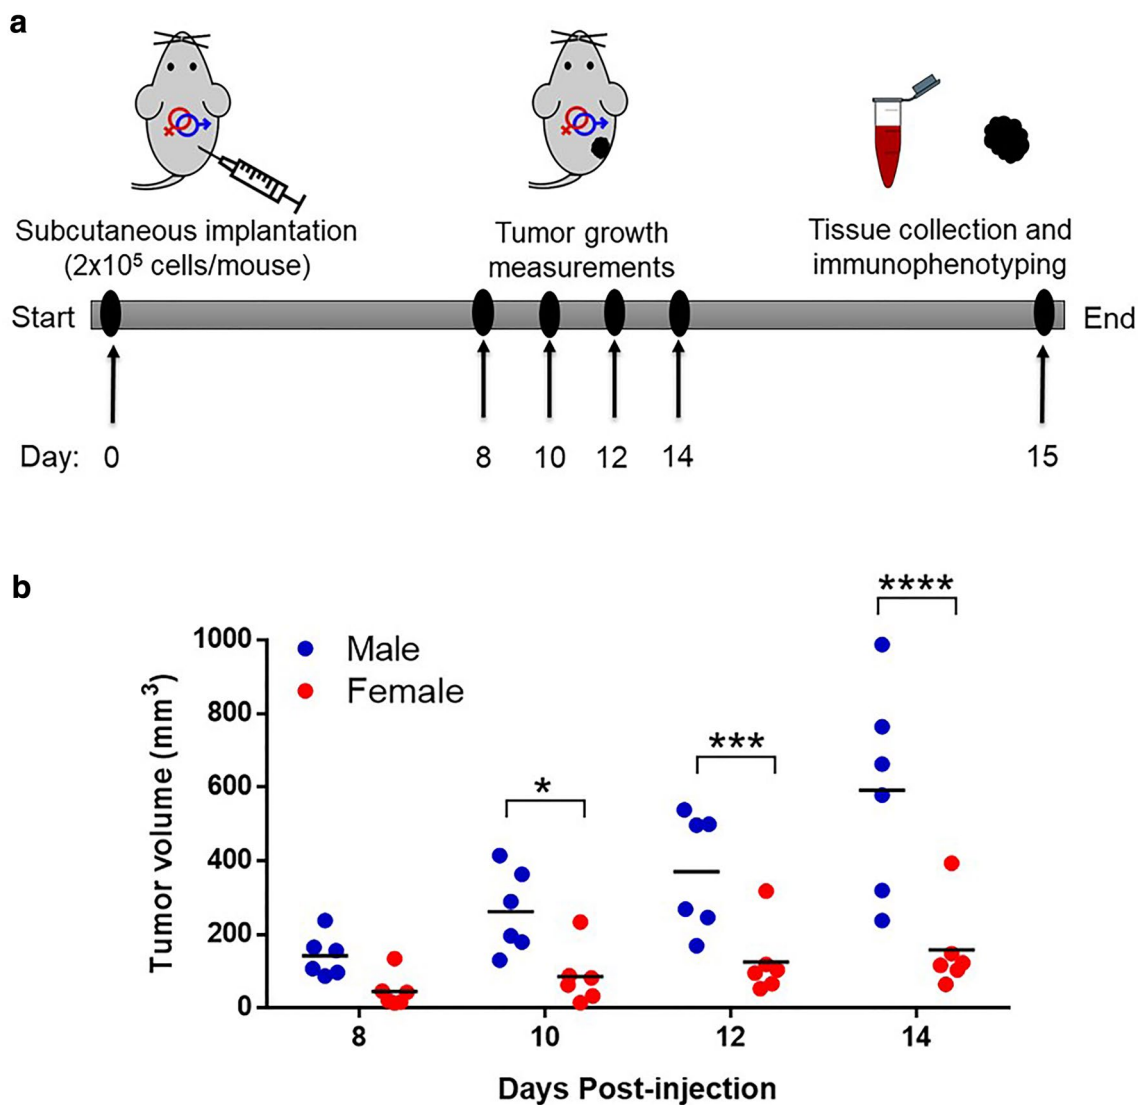 a
Subcutaneous implantation
(2x10⁵ cells/mouse)
Tumor growth
measurements
Tissue collection and
immunophenotyping
Start
End
Day: 0 8 10 12 14 15
b
****
1000
Male
Female
800
***
600
*
400
200
0
Tumor volume (mm³)
8 10 12 14
Days Post-injection